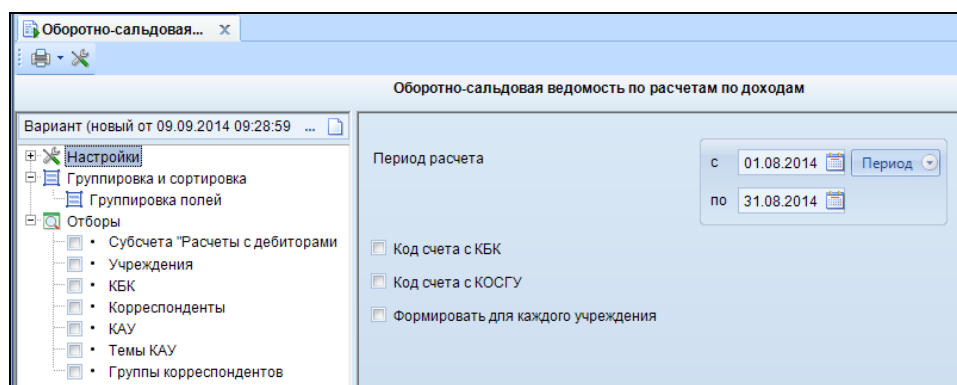 Оборотно-сальдовая... x
Оборотно-сальдовая ведомость по расчетам по доходам
Вариант (новый от 09.09.2014 09:28:59 ...
Настройки
Группировка и сортировка
Группировка полей
Отборы
Субсчета "Расчеты с дебиторами
Учреждения
КБК
Корреспонденты
КАУ
Темы КАУ
Группы корреспондентов
Период расчета
с 01.08.2014 Период
по 31.08.2014
Код счета с КБК
Код счета с КОСГУ
Формировать для каждого учреждения